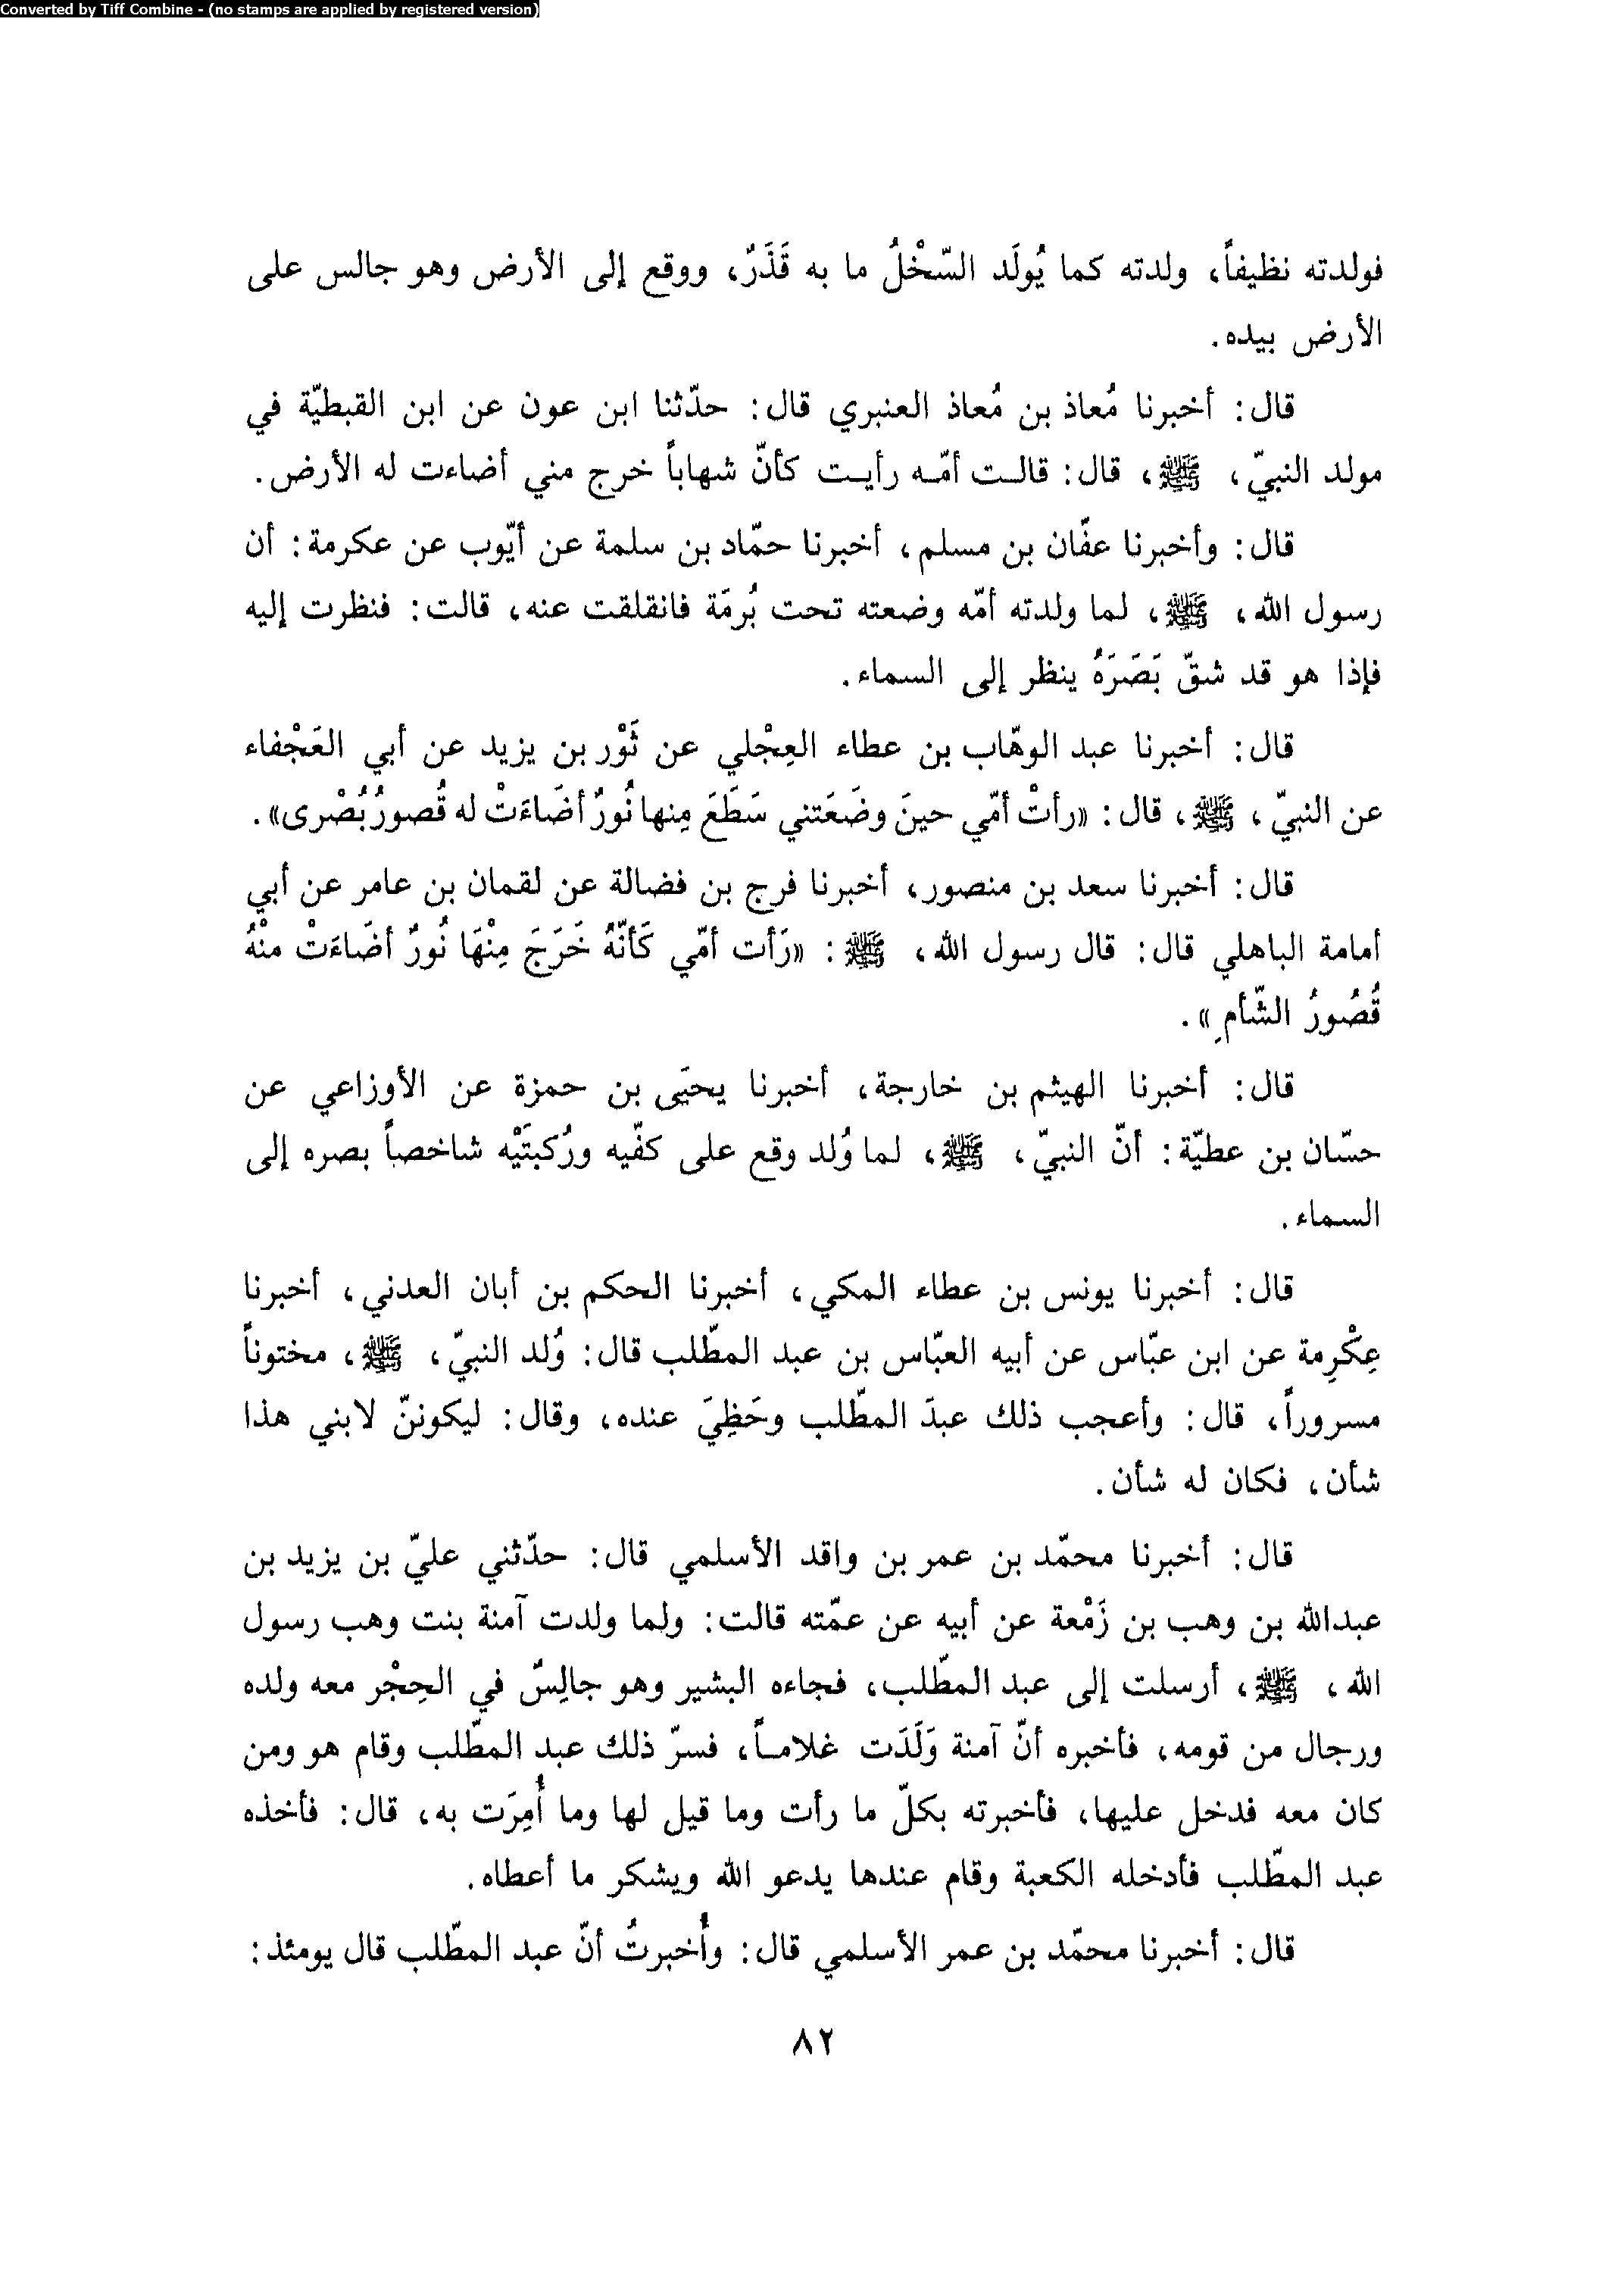 Converted by Tiff Combine - (no stamps are applied by registered version)
فولدته نظيفاً، ولدته كما يُولَد السّخْلُ ما به قَذَرٌ، ووقع إلى الأرض وهو جالس على
الأرض بيده.
قال: أخبرنا مُعاذ بن مُعاذ العنبري قال: حدّثنا ابن عون عن ابن القبطيّة في
مولد النبيّ، ﷺ، قال: قالت أمّه رأيت كأنّ شهاباً خرج مني أضاءت له الأرض.
قال: وأخبرنا عفّان بن مسلم، أخبرنا حمّاد بن سلمة عن أيّوب عن عكرمة: أن
رسول الله، ﷺ، لما ولدته أمّه وضعته تحت بُرمَة فانقلقت عنه، قالت: فنظرت إليه
فإذا هو قد شقّ بَصَرَهُ ينظر إلى السماء.
قال: أخبرنا عبد الوهّاب بن عطاء العِجْلي عن ثَوْر بن يزيد عن أبي العَجْفاء
عن النبيّ، ﷺ، قال: «رأتْ أمّي حينَ وضَعَتني سَطَعَ مِنها نُورٌ أضَاءَتْ له قُصورُ بُصْرى».
قال: أخبرنا سعد بن منصور، أخبرنا فرج بن فضالة عن لقمان بن عامر عن أبي
أمامة الباهلي قال: قال رسول الله، ﷺ: «رَأت أمّي كَأنّهُ خَرَجَ مِنْهَا نُورٌ أضَاءَتْ منْهُ
قُصُورُ الشّأمِ».
قال: أخبرنا الهيثم بن خارجة، أخبرنا يحيَى بن حمزة عن الأوزاعي عن
حسّان بن عطيّة: أنّ النبيّ، ﷺ، لما وُلد وقع على كفّيه ورُكبتَيْه شاخصاً بصره إلى
السماء.
قال: أخبرنا يونس بن عطاء المكي، أخبرنا الحكم بن أبان العدني، أخبرنا
عِكْرِمة عن ابن عبّاس عن أبيه العبّاس بن عبد المطّلب قال: وُلد النبيّ، ﷺ، مختوناً
مسروراً، قال: وأعجب ذلك عبدَ المطّلب وحَظِيَ عنده، وقال: ليكوننّ لابني هذا
شأن، فكان له شأن.
قال: أخبرنا محمّد بن عمر بن واقد الأسلمي قال: حدّثني عليّ بن يزيد بن
عبدالله بن وهب بن زَمْعة عن أبيه عن عمّته قالت: ولما ولدت آمنة بنت وهب رسول
الله، ﷺ، أرسلت إلى عبد المطّلب، فجاءه البشير وهو جالِسٌ في الحِجْر معه ولده
ورجال من قومه، فأخبره أنّ آمنة وَلَدَت غلاماً، فسرّ ذلك عبد المطّلب وقام هو ومن
كان معه فدخل عليها، فأخبرته بكلّ ما رأت وما قيل لها وما أُمِرَت به، قال: فأخذه
عبد المطّلب فأدخله الكعبة وقام عندها يدعو الله ويشكر ما أعطاه.
قال: أخبرنا محمّد بن عمر الأسلمي قال: وأُخبرتُ أنّ عبد المطّلب قال يومئذ:
٨٢